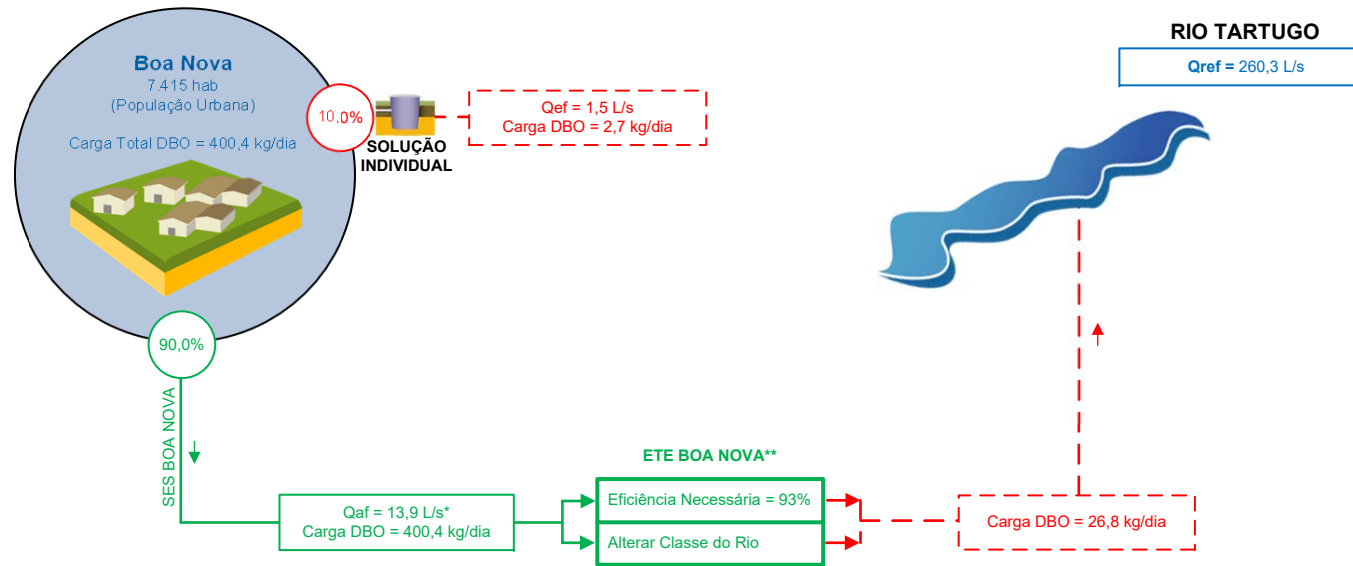 Boa Nova
7.415 hab
(População Urbana)
Carga Total DBO = 400,4 kg/dia
10,0%
SOLUÇÃO
INDIVIDUAL
Qef = 1,5 L/s
Carga DBO = 2,7 kg/dia
RIO TARTUGO
Qref = 260,3 L/s
90,0%
SES BOA NOVA
Qaf = 13,9 L/s*
Carga DBO = 400,4 kg/dia
ETE BOA NOVA**
Eficiência Necessária = 93%
Alterar Classe do Rio
Carga DBO = 26,8 kg/dia